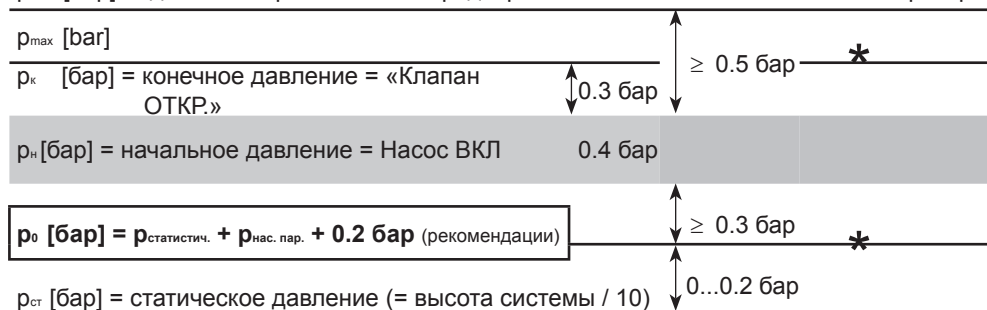 pmax [bar]
≥ 0.5 бар *
pк [бар] = конечное давление = «Клапан
ОТКР.»
0.3 бар
pн [бар] = начальное давление = Насос ВКЛ 0.4 бар
p₀ [бар] = pстатистич. + pнас. пар. + 0.2 бар (рекомендации)
≥ 0.3 бар *
pст [бар] = статическое давление (= высота системы / 10)
0...0.2 бар